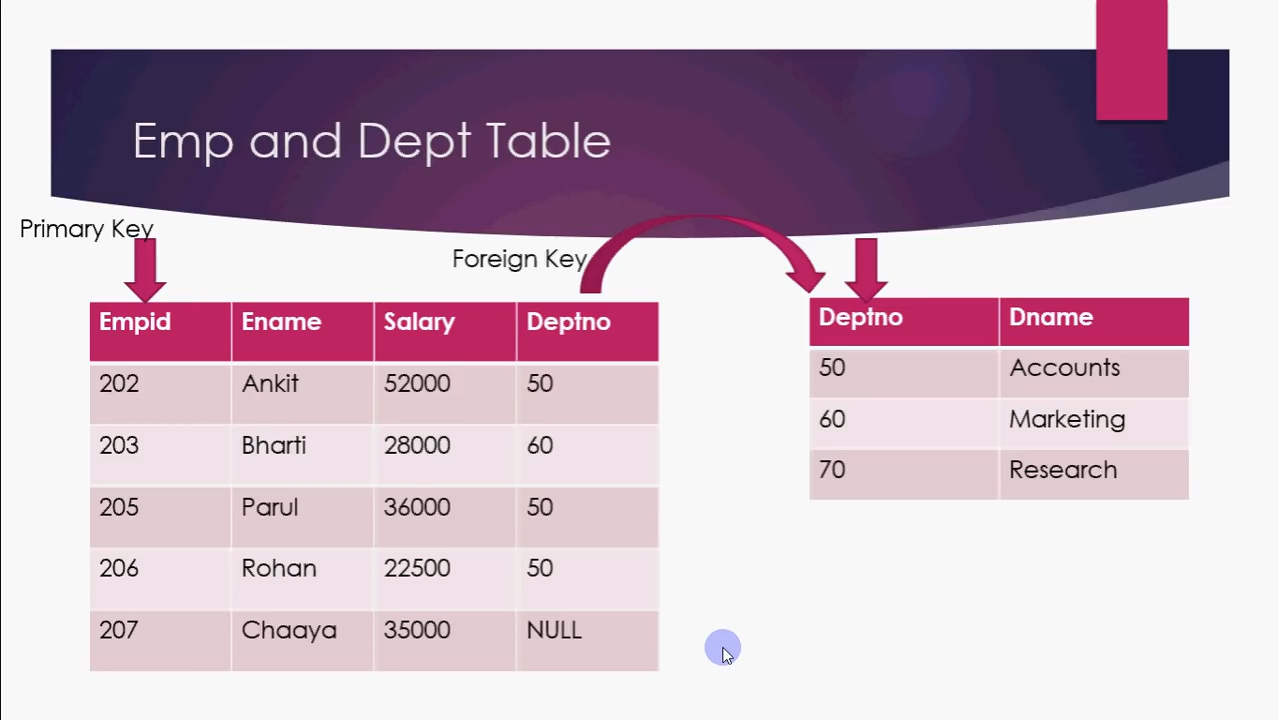 Emp and Dept Table
Primary Key
Foreign Key
Empid Ename Salary Deptno
202 Ankit 52000 50
203 Bharti 28000 60
205 Parul 36000 50
206 Rohan 22500 50
207 Chaaya 35000 NULL
Deptno Dname
50 Accounts
60 Marketing
70 Research